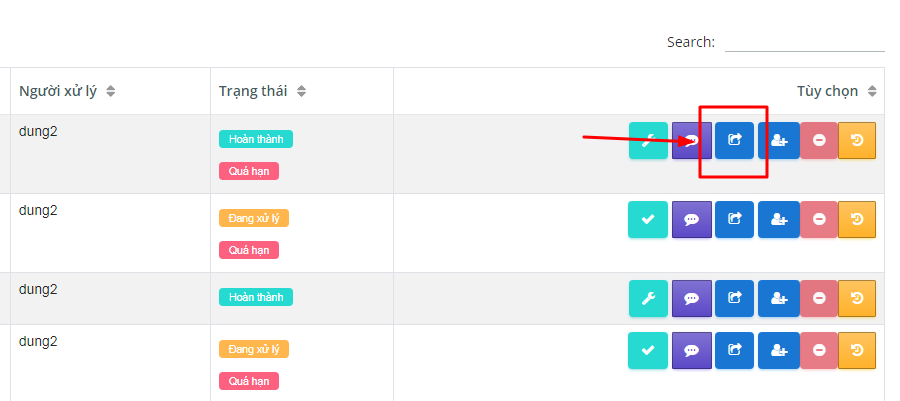 Search:
Người xử lý Trạng thái Tùy chọn
dung2 Hoàn thành
Quá hạn
dung2 Đang xử lý
Quá hạn
dung2 Hoàn thành
dung2 Đang xử lý
Quá hạn